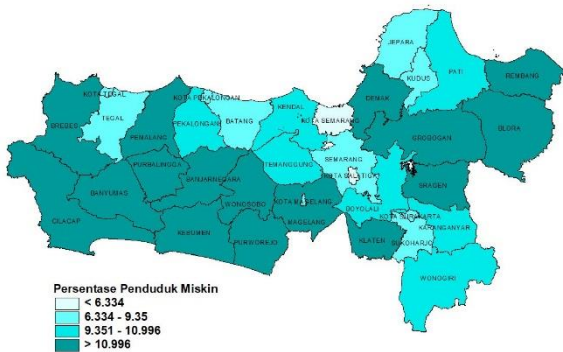 JEPARA
KUDUS
PATI
REMBANG
KOTA TEGAL
KOTA PEKALONGAN
KENDAL
DEMAK
BREBES
TEGAL
PEMALANG
PEKALONGAN
BATANG
KOTA SEMARANG
GROBOGAN
BLORA
PURBALINGGA
TEMANGGUNG
SEMARANG
BANYUMAS
BANJARNEGARA
KOTA SALATIGA
SRAGEN
CILACAP
WONOSOBO
KOTA MAGELANG
BOYOLALI
KEBUMEN
PURWOREJO
MAGELANG
KLATEN
KOTA SURAKARTA
KARANGANYAR
SUKOHARJO
WONOGIRI
Persentase Penduduk Miskin
< 6.334
6.334 - 9.35
9.351 - 10.996
> 10.996